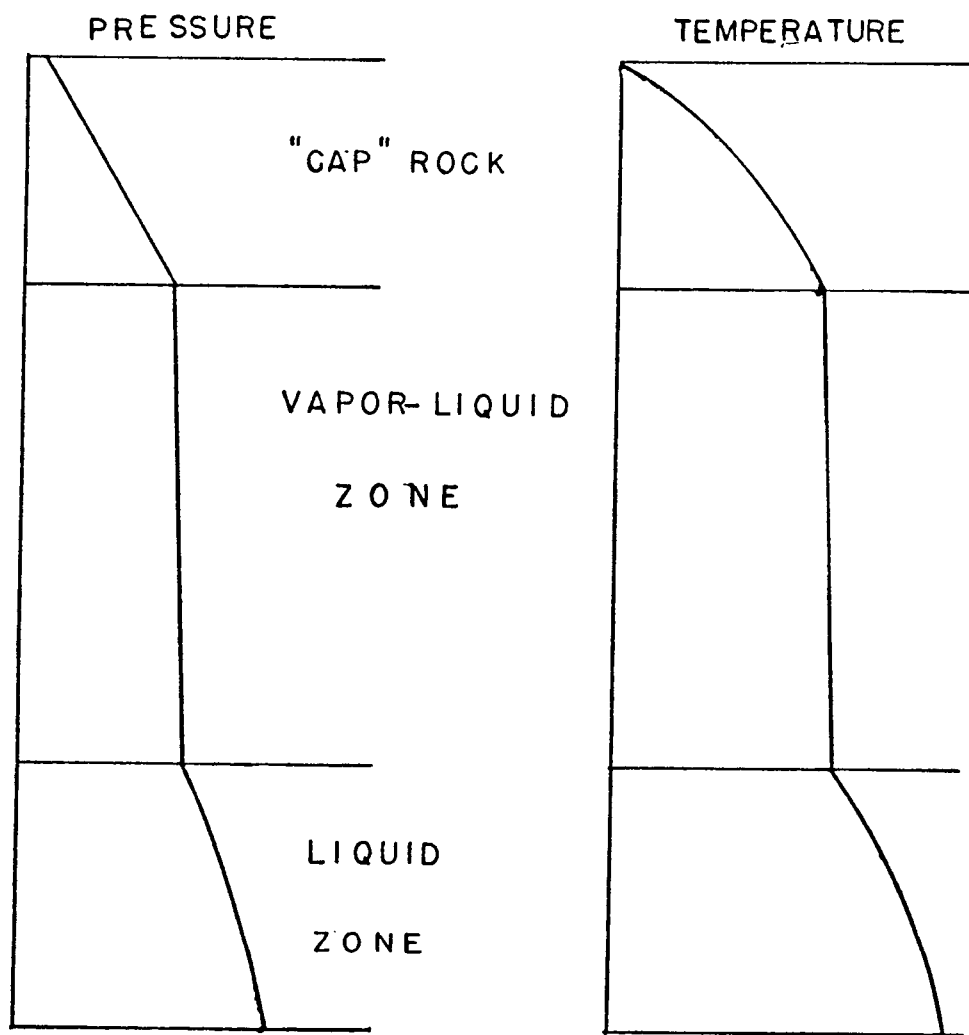 PRESSURE
TEMPERATURE
"CAP" ROCK
VAPOR-LIQUID
ZONE
LIQUID
ZONE